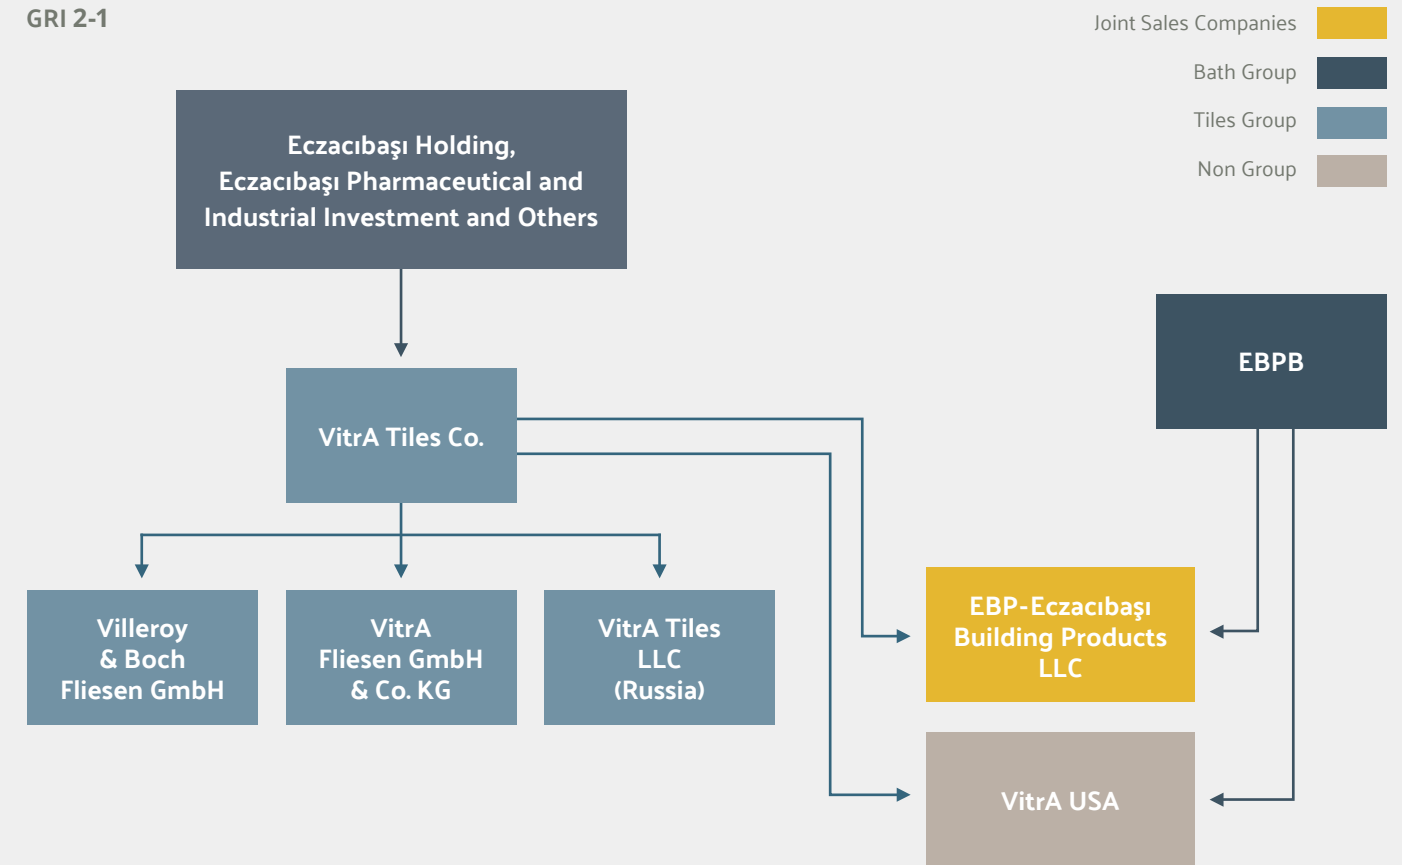 GRI 2-1
Joint Sales Companies
Bath Group
Tiles Group
Non Group
Eczacıbaşı Holding,
Eczacıbaşı Pharmaceutical and
Industrial Investment and Others
EBPB
VitrA Tiles Co.
Villeroy
& Boch
Fliesen GmbH
VitrA
Fliesen GmbH
& Co. KG
VitrA Tiles
LLC
(Russia)
EBP-Eczacıbaşı
Building Products
LLC
VitrA USA